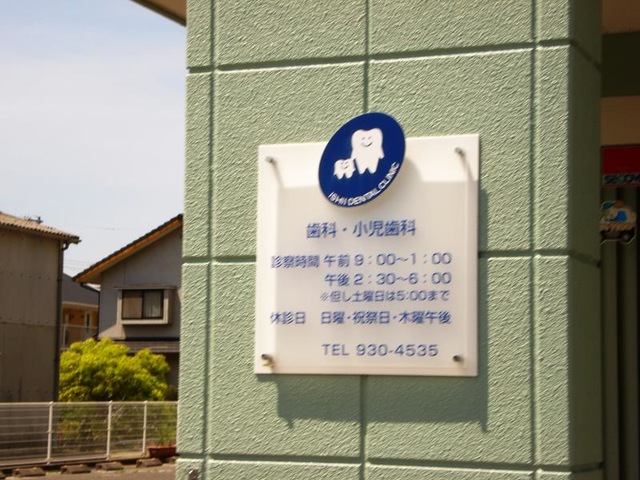 ISHII DENTAL CLINIC
歯科・小児歯科
診察時間 午前 9：00〜1：00
午後 2：30〜6：00
※但し土曜日は5:00まで
休診日 日曜・祝祭日・木曜午後
TEL 930-4535